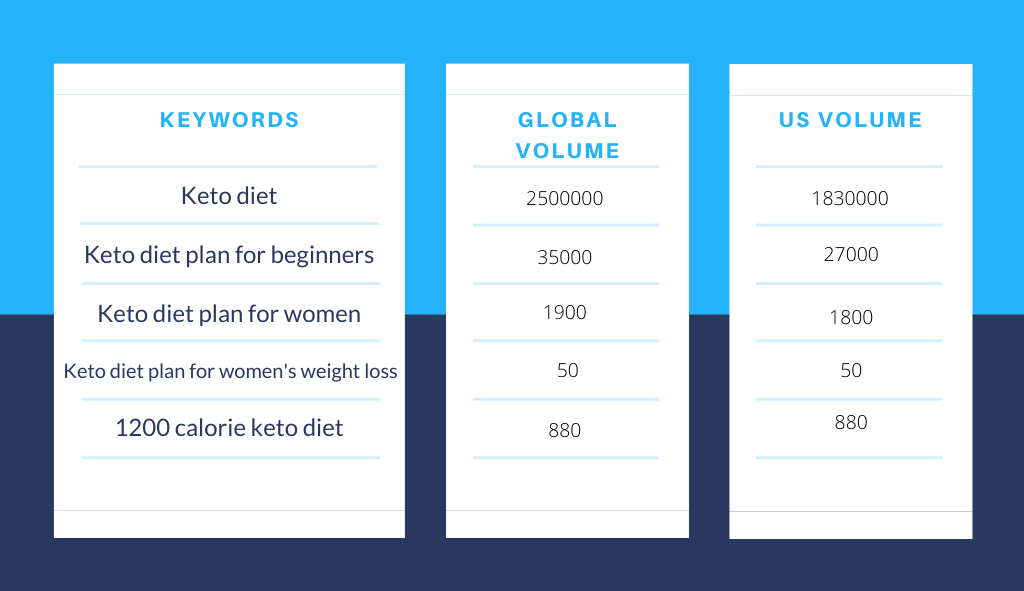 KEYWORDS
Keto diet
Keto diet plan for beginners
Keto diet plan for women
Keto diet plan for women's weight loss
1200 calorie keto diet
GLOBAL
VOLUME
2500000
35000
1900
50
880
US VOLUME
1830000
27000
1800
50
880